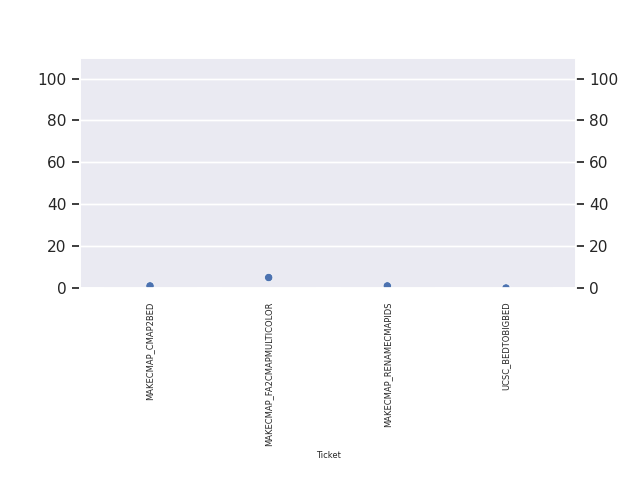 100
100
80
80
60
60
40
40
20
20
0
0
MAKECMAP_CMAP2BED
MAKECMAP_FA2CMAPMULTICOLOR
MAKECMAP_RENAMECMAPIDS
UCSC_BEDTOBIGBED
Ticket